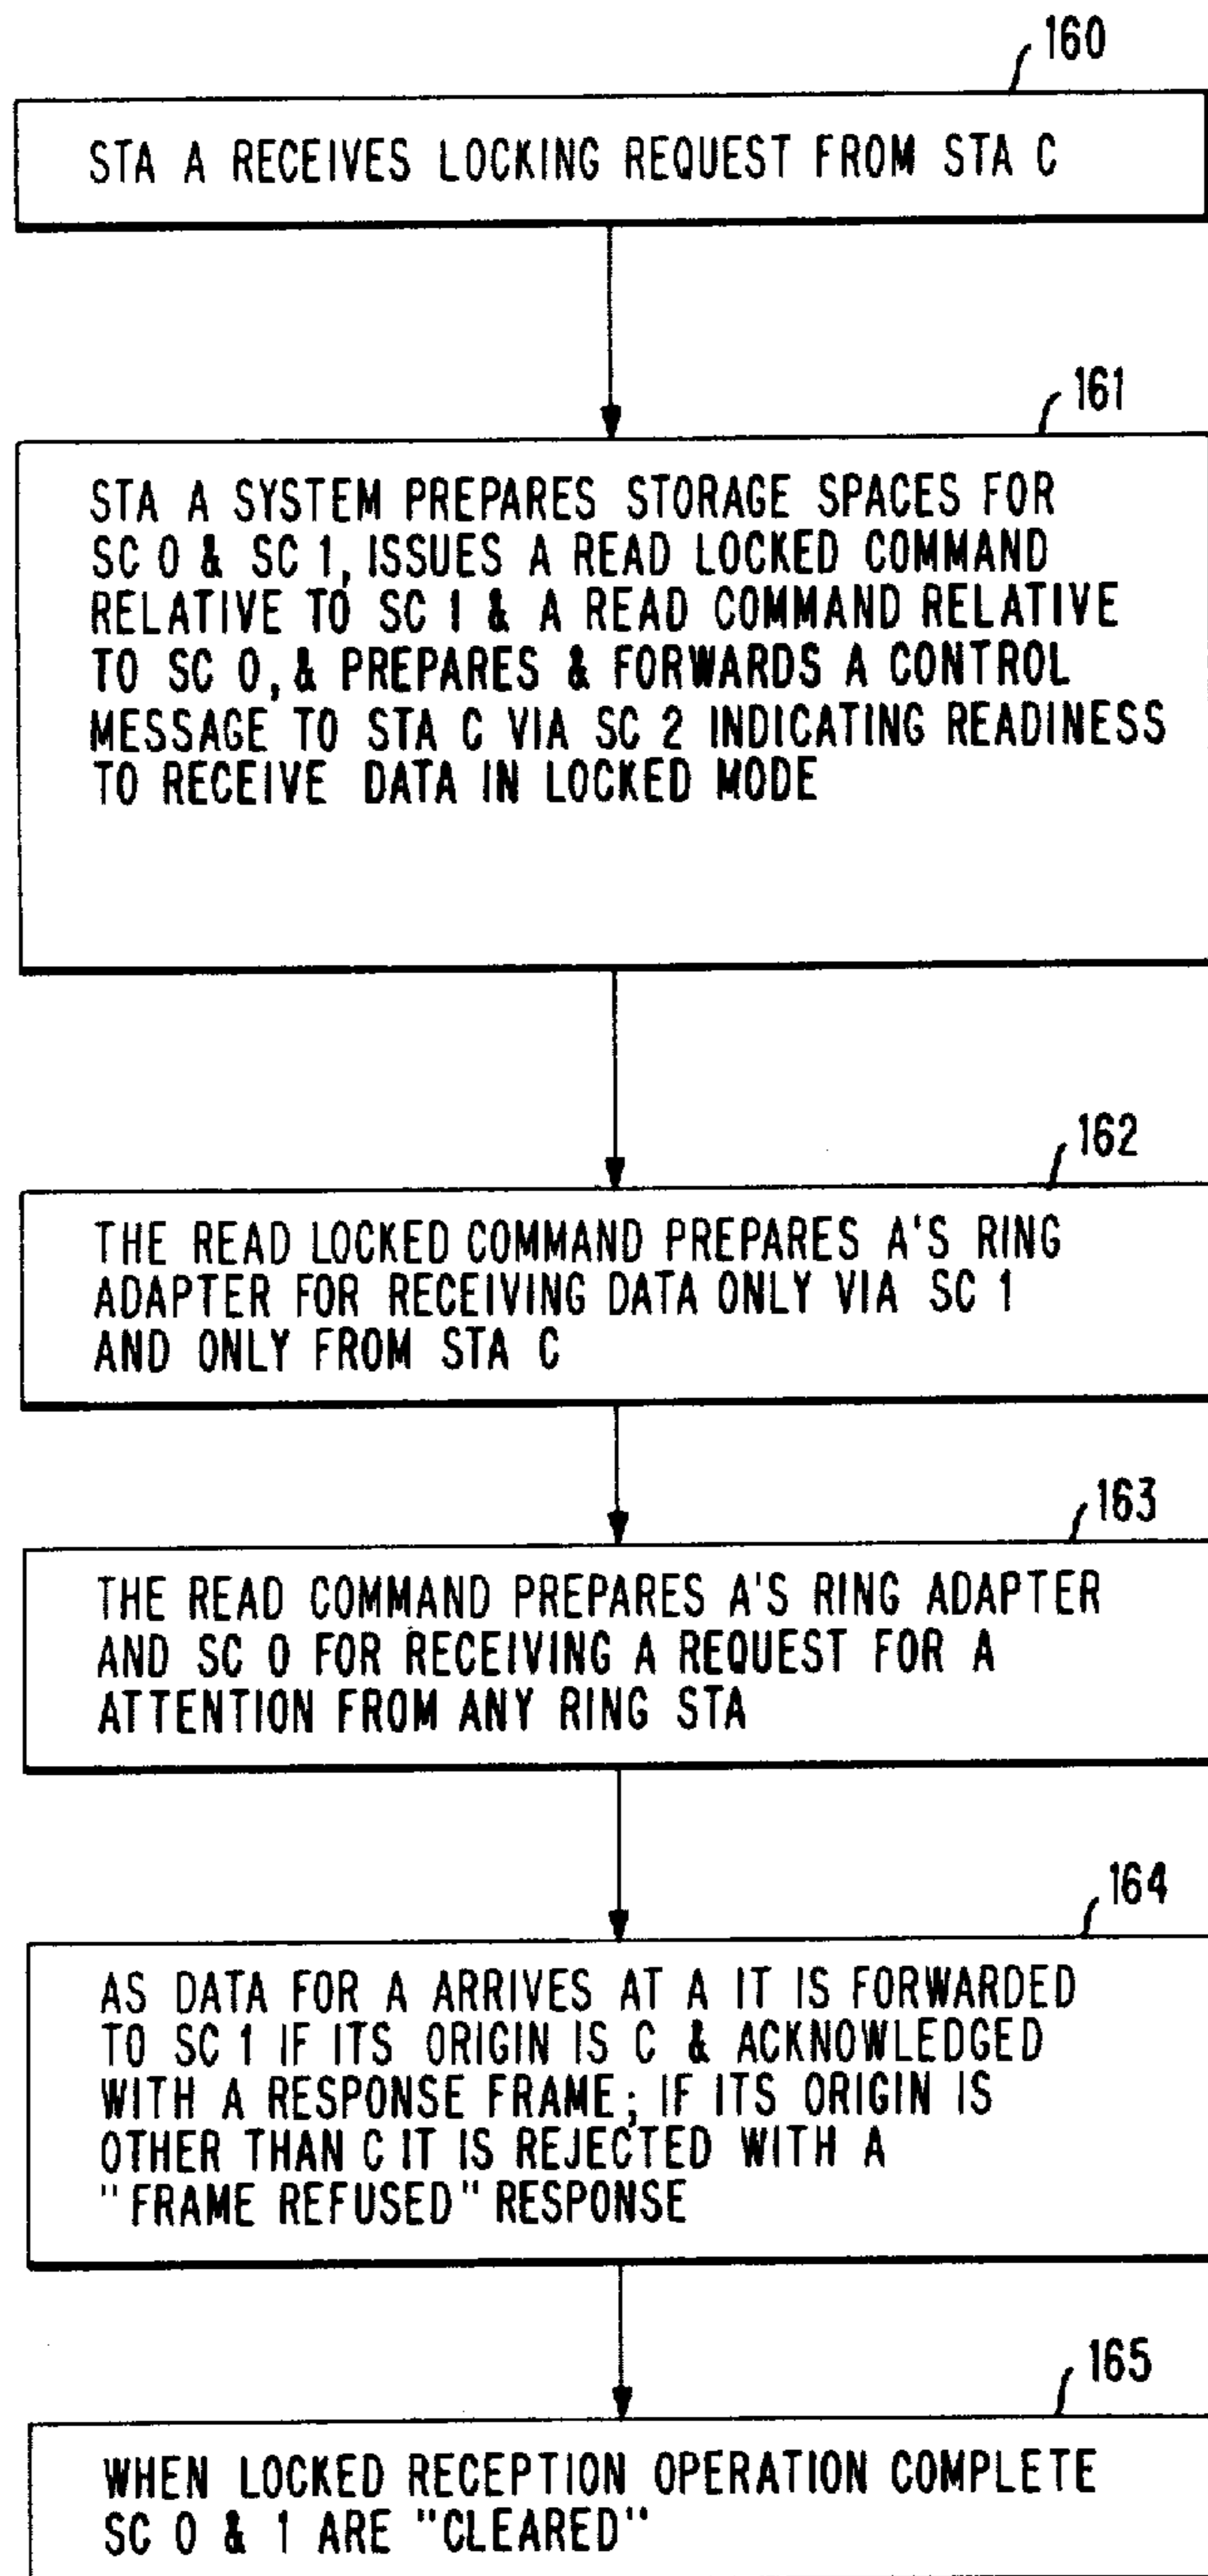 160
STA A RECEIVES LOCKING REQUEST FROM STA C
161
STA A SYSTEM PREPARES STORAGE SPACES FOR
SC 0 & SC 1, ISSUES A READ LOCKED COMMAND
RELATIVE TO SC 1 & A READ COMMAND RELATIVE
TO SC 0, & PREPARES & FORWARDS A CONTROL
MESSAGE TO STA C VIA SC 2 INDICATING READINESS
TO RECEIVE DATA IN LOCKED MODE
162
THE READ LOCKED COMMAND PREPARES A'S RING
ADAPTER FOR RECEIVING DATA ONLY VIA SC 1
AND ONLY FROM STA C
163
THE READ COMMAND PREPARES A'S RING ADAPTER
AND SC 0 FOR RECEIVING A REQUEST FOR A
ATTENTION FROM ANY RING STA
164
AS DATA FOR A ARRIVES AT A IT IS FORWARDED
TO SC 1 IF ITS ORIGIN IS C & ACKNOWLEDGED
WITH A RESPONSE FRAME; IF ITS ORIGIN IS
OTHER THAN C IT IS REJECTED WITH A
"FRAME REFUSED" RESPONSE
165
WHEN LOCKED RECEPTION OPERATION COMPLETE
SC 0 & 1 ARE "CLEARED"